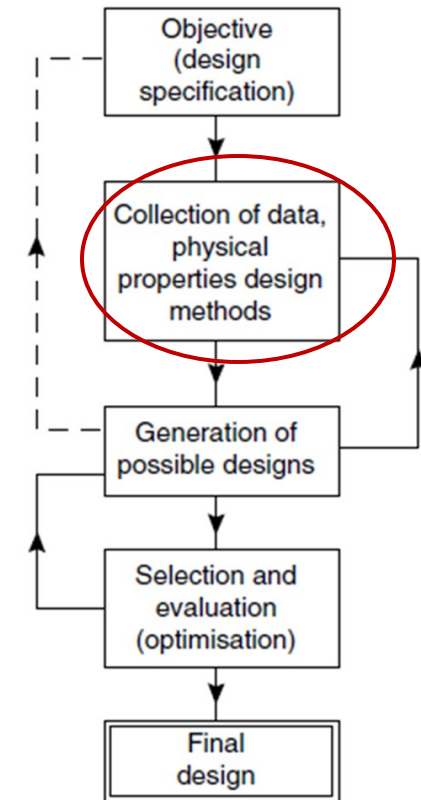 Objective
(design
specification)
Collection of data,
physical
properties design
methods
Generation of
possible designs
Selection and
evaluation
(optimisation)
Final
design